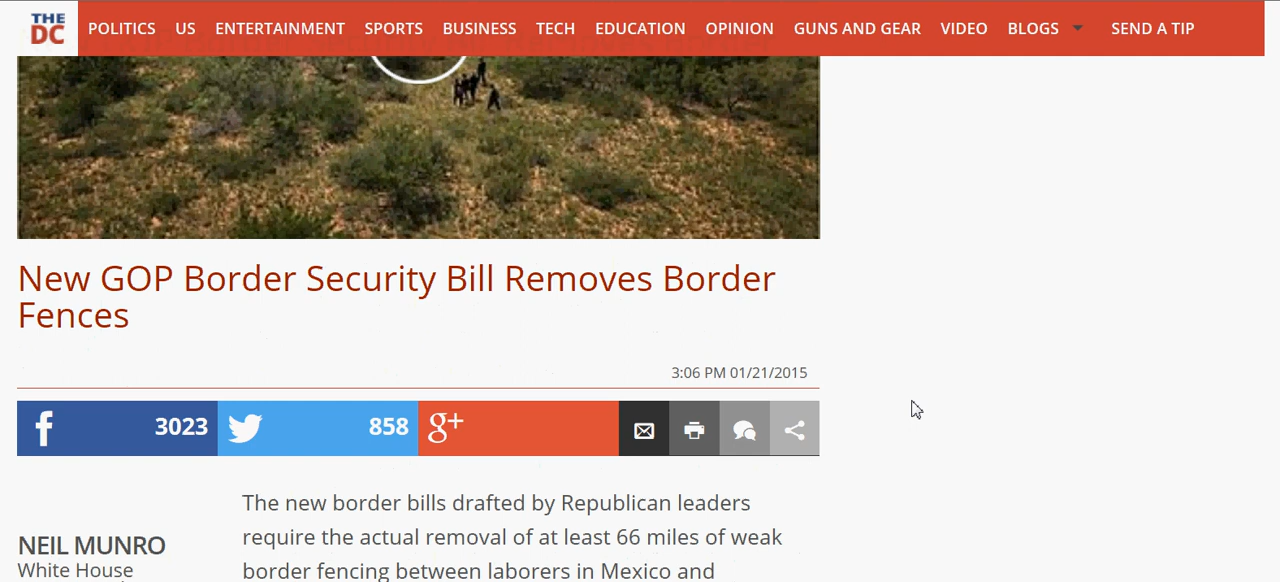 THE
DC
POLITICS US ENTERTAINMENT SPORTS BUSINESS TECH EDUCATION OPINION GUNS AND GEAR VIDEO BLOGS SEND A TIP
New GOP Border Security Bill Removes Border
Fences
3:06 PM 01/21/2015
f 3023 858 g+
The new border bills drafted by Republican leaders
require the actual removal of at least 66 miles of weak
border fencing between laborers in Mexico and
NEIL MUNRO
White House